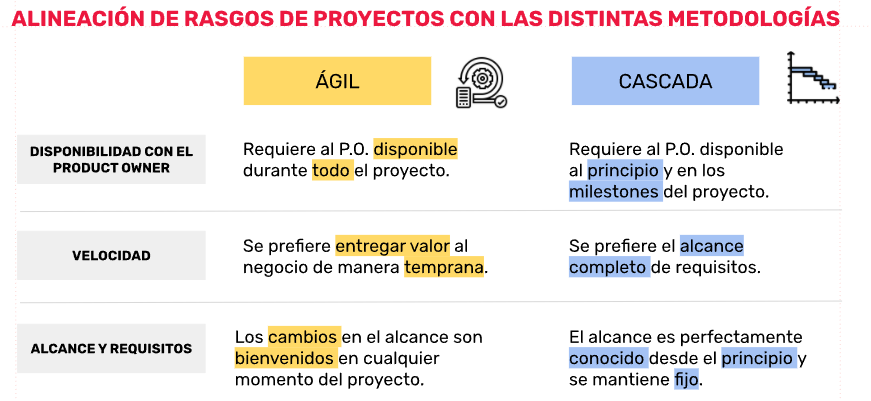 ALINEACIÓN DE RASGOS DE PROYECTOS CON LAS DISTINTAS METODOLOGÍAS
ÁGIL
CASCADA
DISPONIBILIDAD CON EL
PRODUCT OWNER
Requiere al P.O. disponible
durante todo el proyecto.
Requiere al P.O. disponible
al principio y en los
milestones del proyecto.
VELOCIDAD
Se prefiere entregar valor al
negocio de manera temprana.
Se prefiere el alcance
completo de requisitos.
ALCANCE Y REQUISITOS
Los cambios en el alcance son
bienvenidos en cualquier
momento del proyecto.
El alcance es perfectamente
conocido desde el principio y
se mantiene fijo.